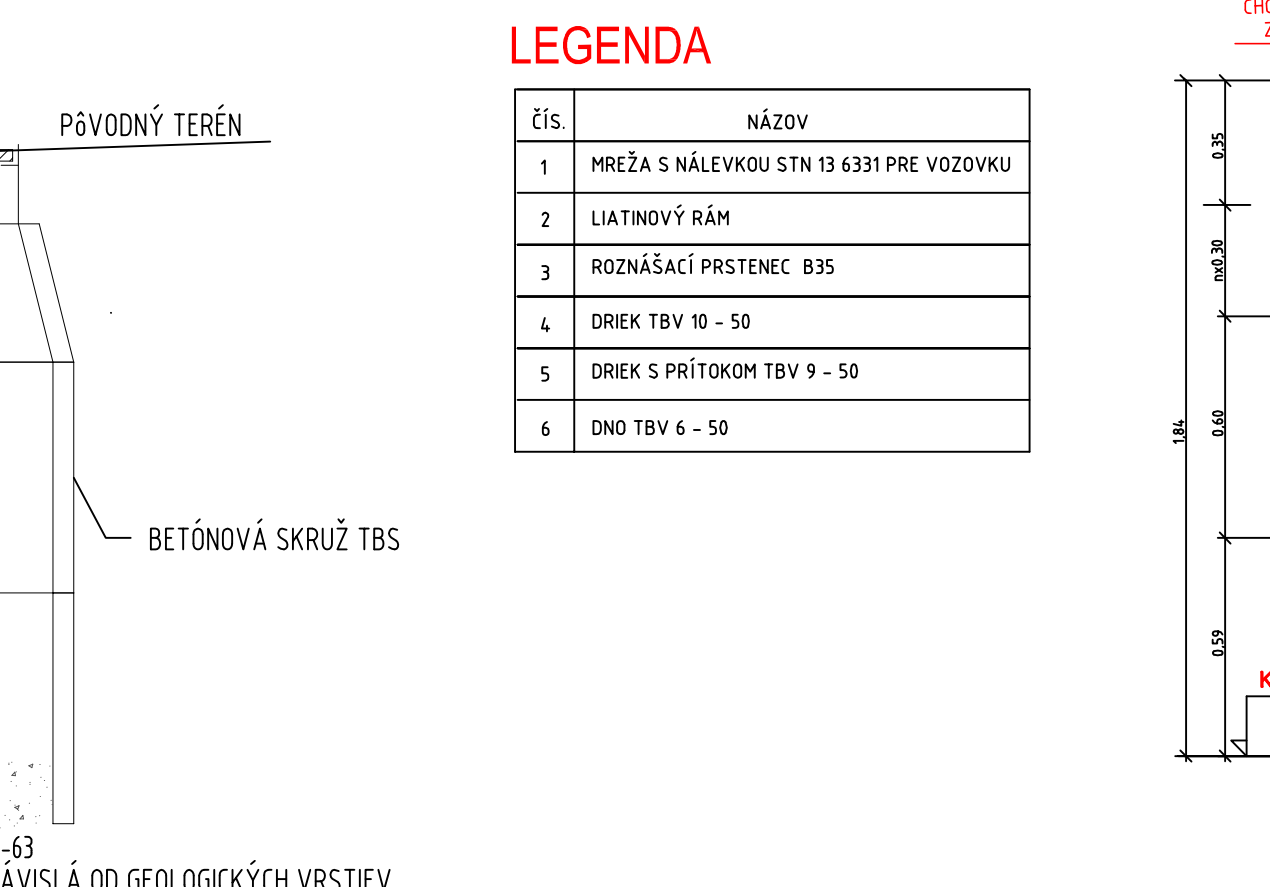 LEGENDA
PôVODNÝ TERÉN
ČÍS. NÁZOV
1 MREŽA S NÁLEVKOU STN 13 6331 PRE VOZOVKU
2 LIATINOVÝ RÁM
3 ROZNÁŠACÍ PRSTENEC B35
4 DRIEK TBV 10 - 50
5 DRIEK S PRÍTOKOM TBV 9 - 50
6 DNO TBV 6 - 50
BETÓNOVÁ SKRUŽ TBS
-63
ÁVISLÁ OD GEOLOGICKÝCH VRSTIEV
CHO
Z
0.35
nx0.30
0.60
1.84
0.59
K